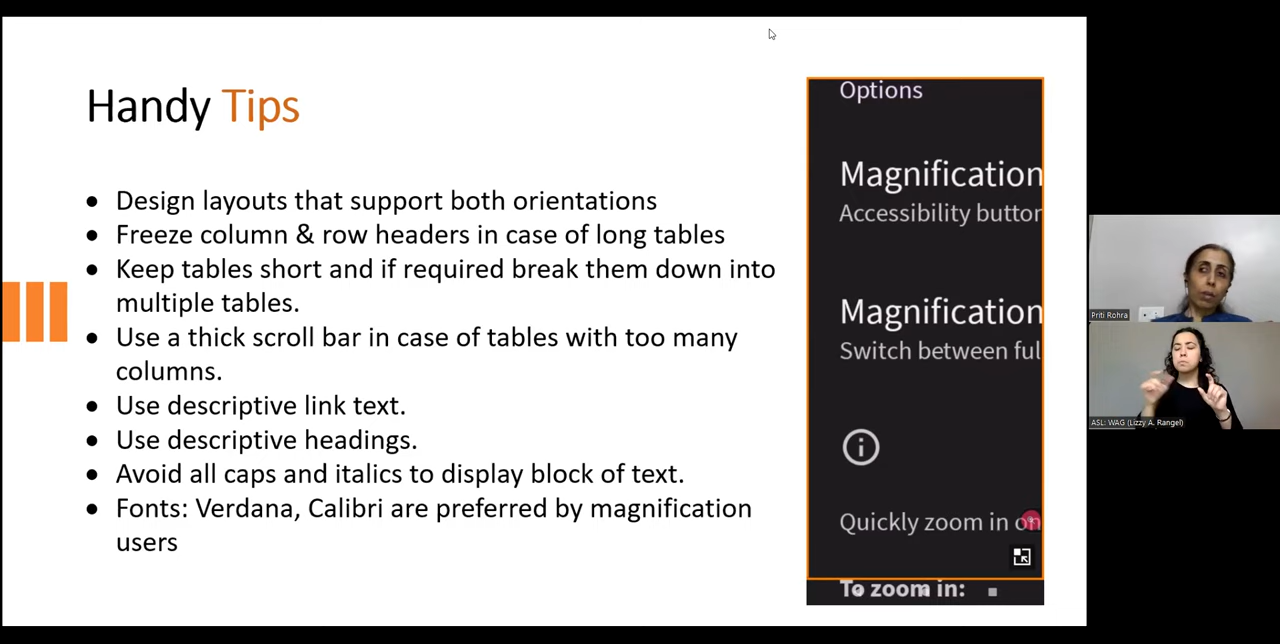 Handy Tips
● Design layouts that support both orientations
● Freeze column & row headers in case of long tables
● Keep tables short and if required break them down into
multiple tables.
● Use a thick scroll bar in case of tables with too many
columns.
● Use descriptive link text.
● Use descriptive headings.
● Avoid all caps and italics to display block of text.
● Fonts: Verdana, Calibri are preferred by magnification
users
Options
Magnification
Accessibility button
Magnification
Switch between ful
Quickly zoom in on
To zoom in:
Priti Rohra
ASL: WAG (Lizzy A. Rangel)